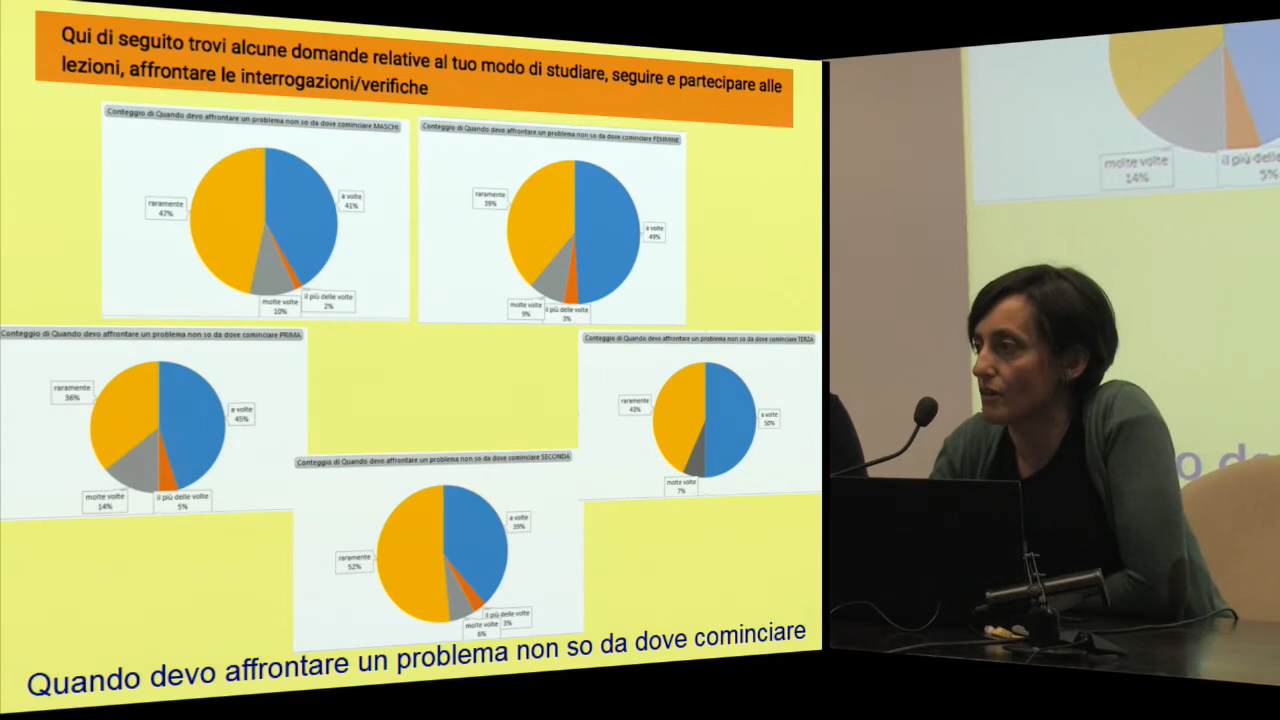 Qui di seguito trovi alcune domande relative al tuo modo di studiare, seguire e partecipare alle
lezioni, affrontare le interrogazioni/verifiche
Conteggio di Quando devo affrontare un problema non so da dove cominciare MASCHI
raramente
47%
a volte
41%
molte volte
10%
il più delle volte
2%
Conteggio di Quando devo affrontare un problema non so da dove cominciare FEMMINE
raramente
39%
a volte
49%
molte volte
9%
il più delle volte
3%
Conteggio di Quando devo affrontare un problema non so da dove cominciare PRIMA
raramente
36%
a volte
45%
molte volte
14%
il più delle volte
5%
Conteggio di Quando devo affrontare un problema non so da dove cominciare TERZA
raramente
43%
a volte
50%
molte volte
7%
Conteggio di Quando devo affrontare un problema non so da dove cominciare SECONDA
raramente
52%
a volte
39%
il più delle volte
3%
molte volte
6%
Quando devo affrontare un problema non so da dove cominciare
molte volte
14%
il più delle
5%